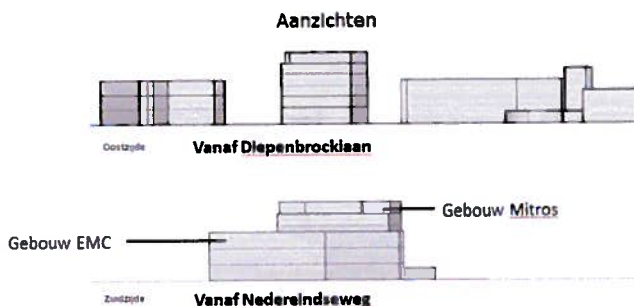 Aanzichten
Oostzijde
Vanaf Diepenbrocklaan
Gebouw Mitros
Gebouw EMC
Zuidzijde
Vanaf Nedereindseweg